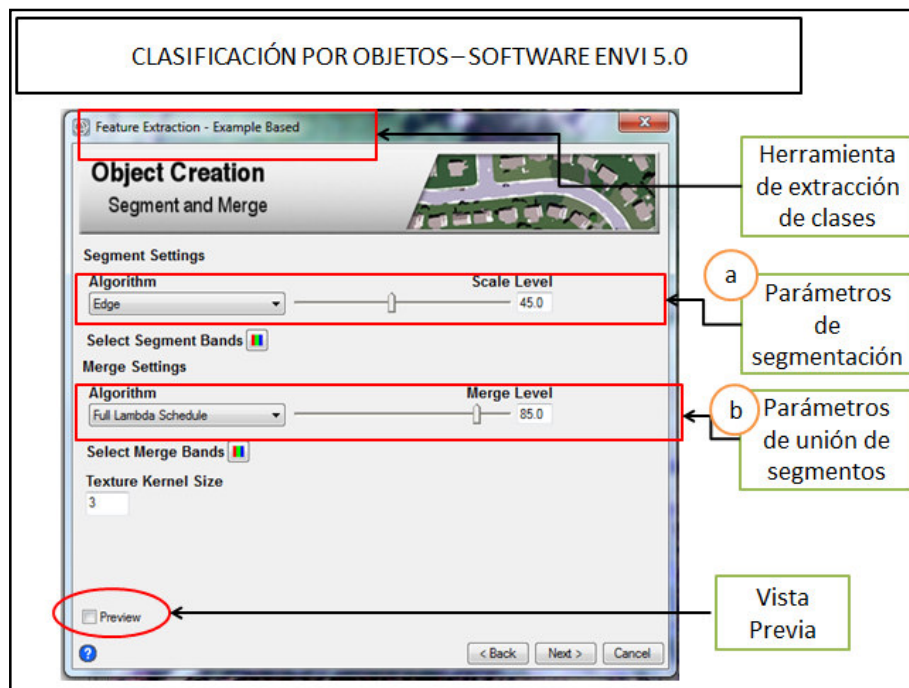 CLASIFICACIÓN POR OBJETOS – SOFTWARE ENVI 5.0
Feature Extraction - Example Based
Object Creation
Segment and Merge
Herramienta
de extracción
de clases
Segment Settings
Algorithm
Scale Level
Edge
45.0
a
Parámetros
de
segmentación
Select Segment Bands
Merge Settings
Algorithm
Merge Level
Full Lambda Schedule
85.0
b
Parámetros
de unión de
segmentos
Select Merge Bands
Texture Kernel Size
3
Preview
Vista
Previa
?
< Back
Next >
Cancel